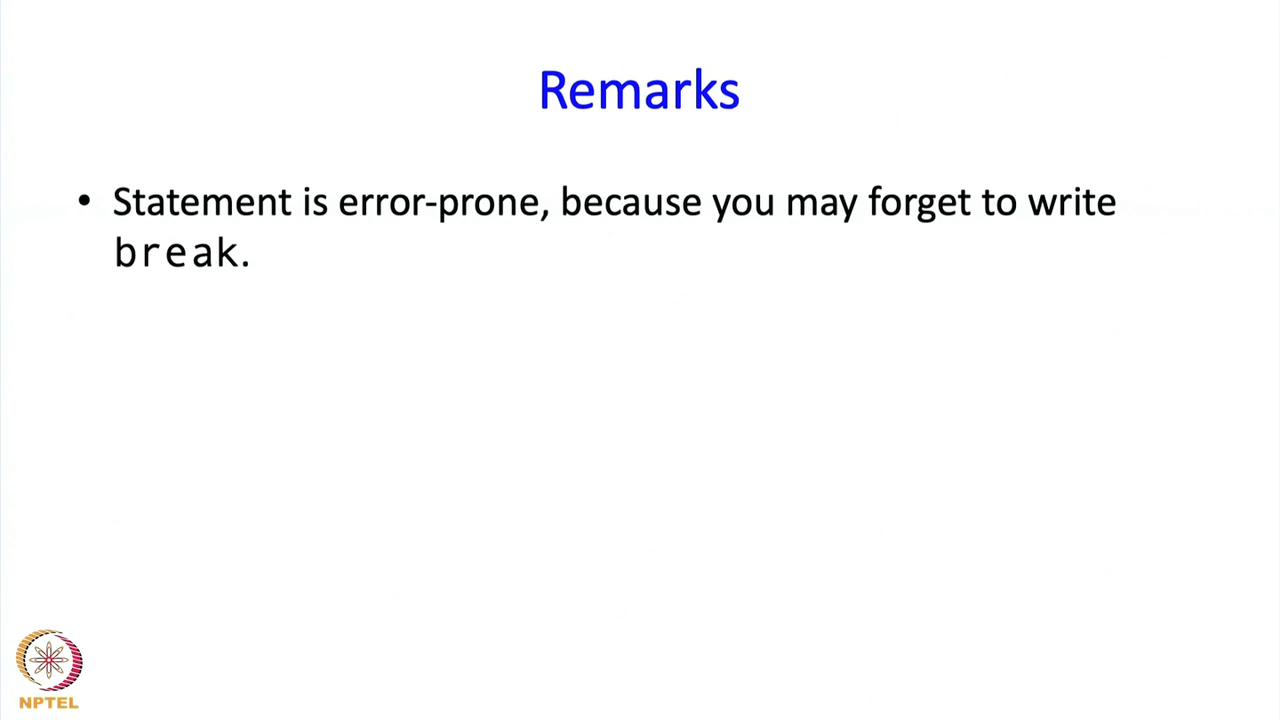 Remarks
• Statement is error-prone, because you may forget to write
break.
NPTEL